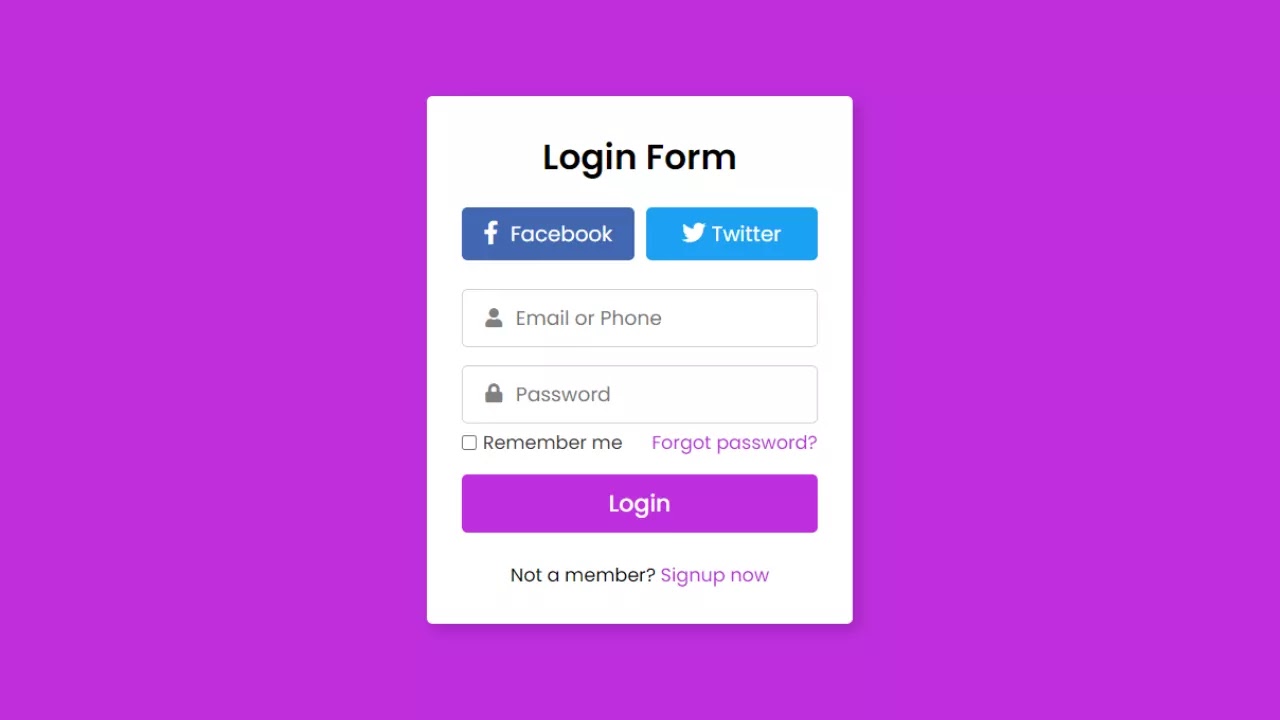 Login Form
Facebook Twitter
Email or Phone
Password
Remember me Forgot password?
Login
Not a member? Signup now